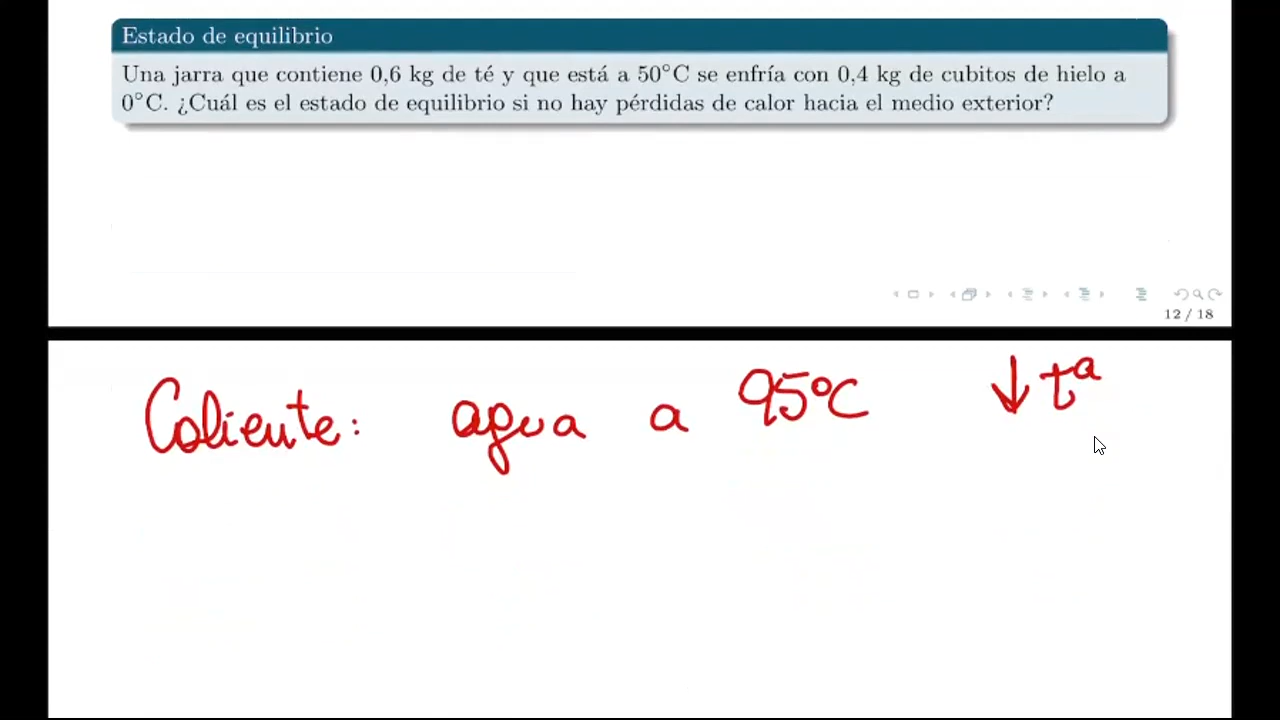 Estado de equilibrio
Una jarra que contiene 0,6 kg de té y que está a 50°C se enfría con 0,4 kg de cubitos de hielo a
0°C. ¿Cuál es el estado de equilibrio si no hay pérdidas de calor hacia el medio exterior?
12 / 18
Caliente: agua a 95°C ↓ tª